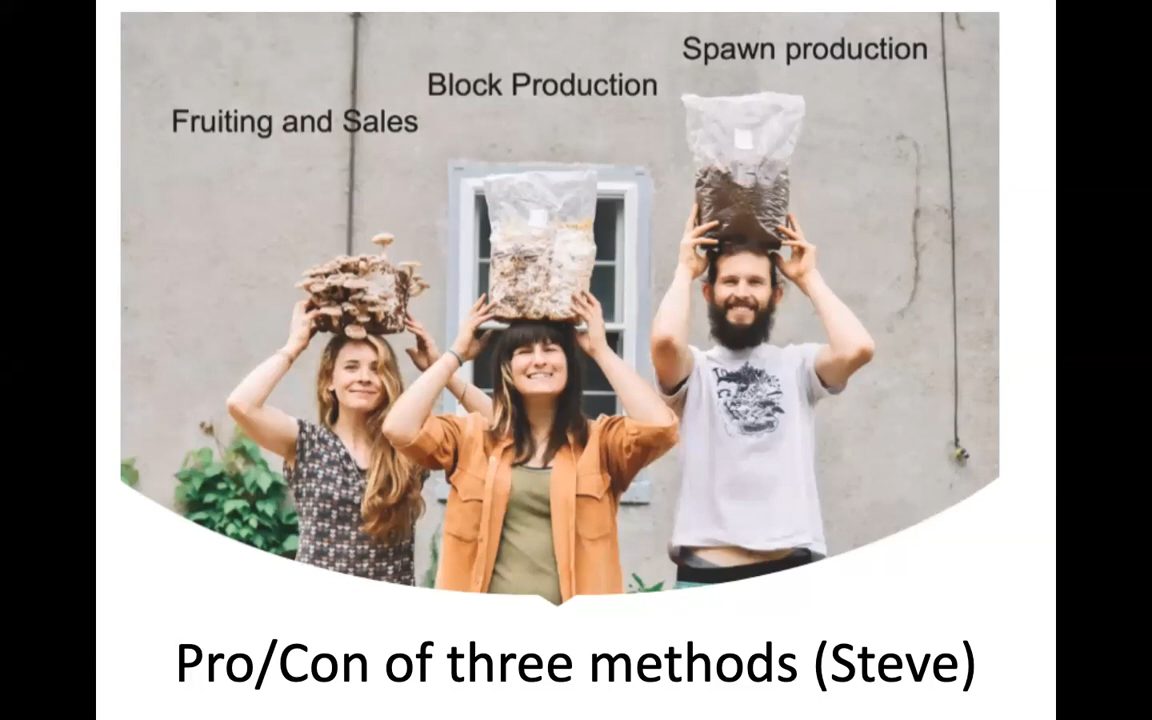 Spawn production
Block Production
Fruiting and Sales
Pro/Con of three methods (Steve)